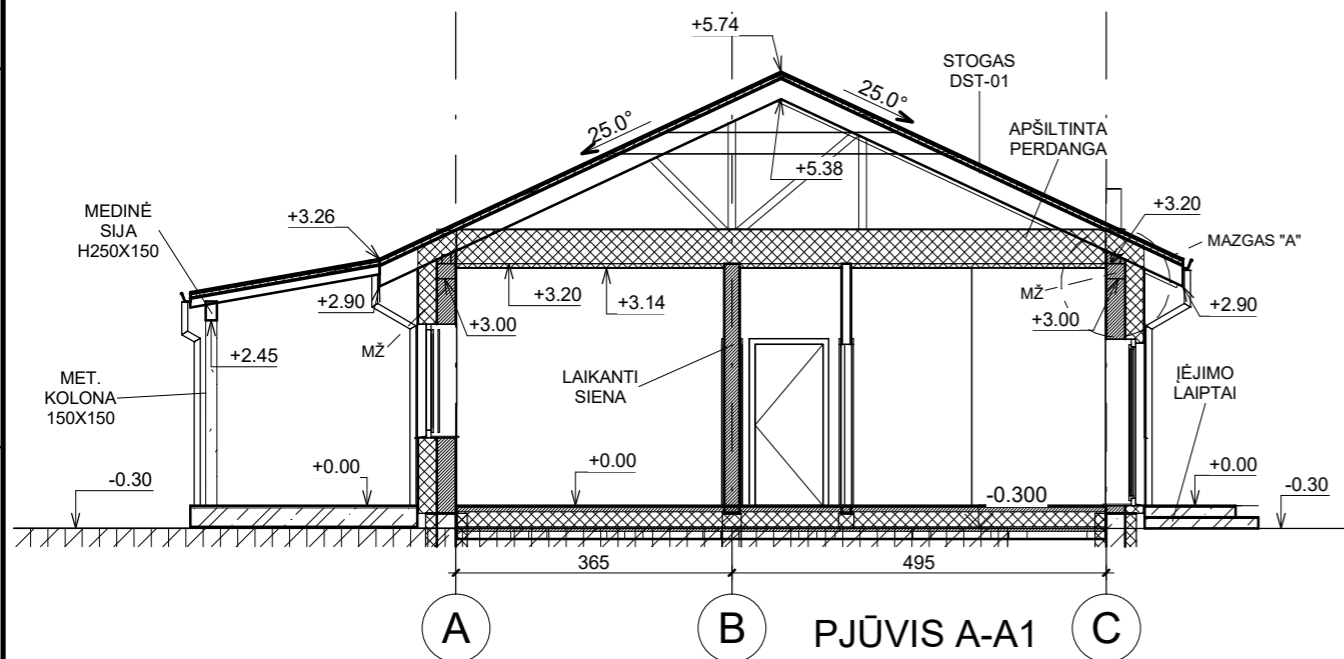 +5.74
STOGAS
DST-01
25.0°
25.0°
APŠILTINTA
PERDANGA
+5.38
MEDINĖ
SIJA
H250X150
+3.26
+3.20
MAZGAS "A"
+2.90
+3.00
+3.20
+3.14
MŽ
+3.00
+2.90
MŽ
+2.45
MET.
KOLONA
150X150
LAIKANTI
SIENA
ĮĖJIMO
LAIPTAI
-0.30
+0.00
+0.00
-0.300
+0.00
-0.30
365
495
A
B
PJŪVIS A-A1
C